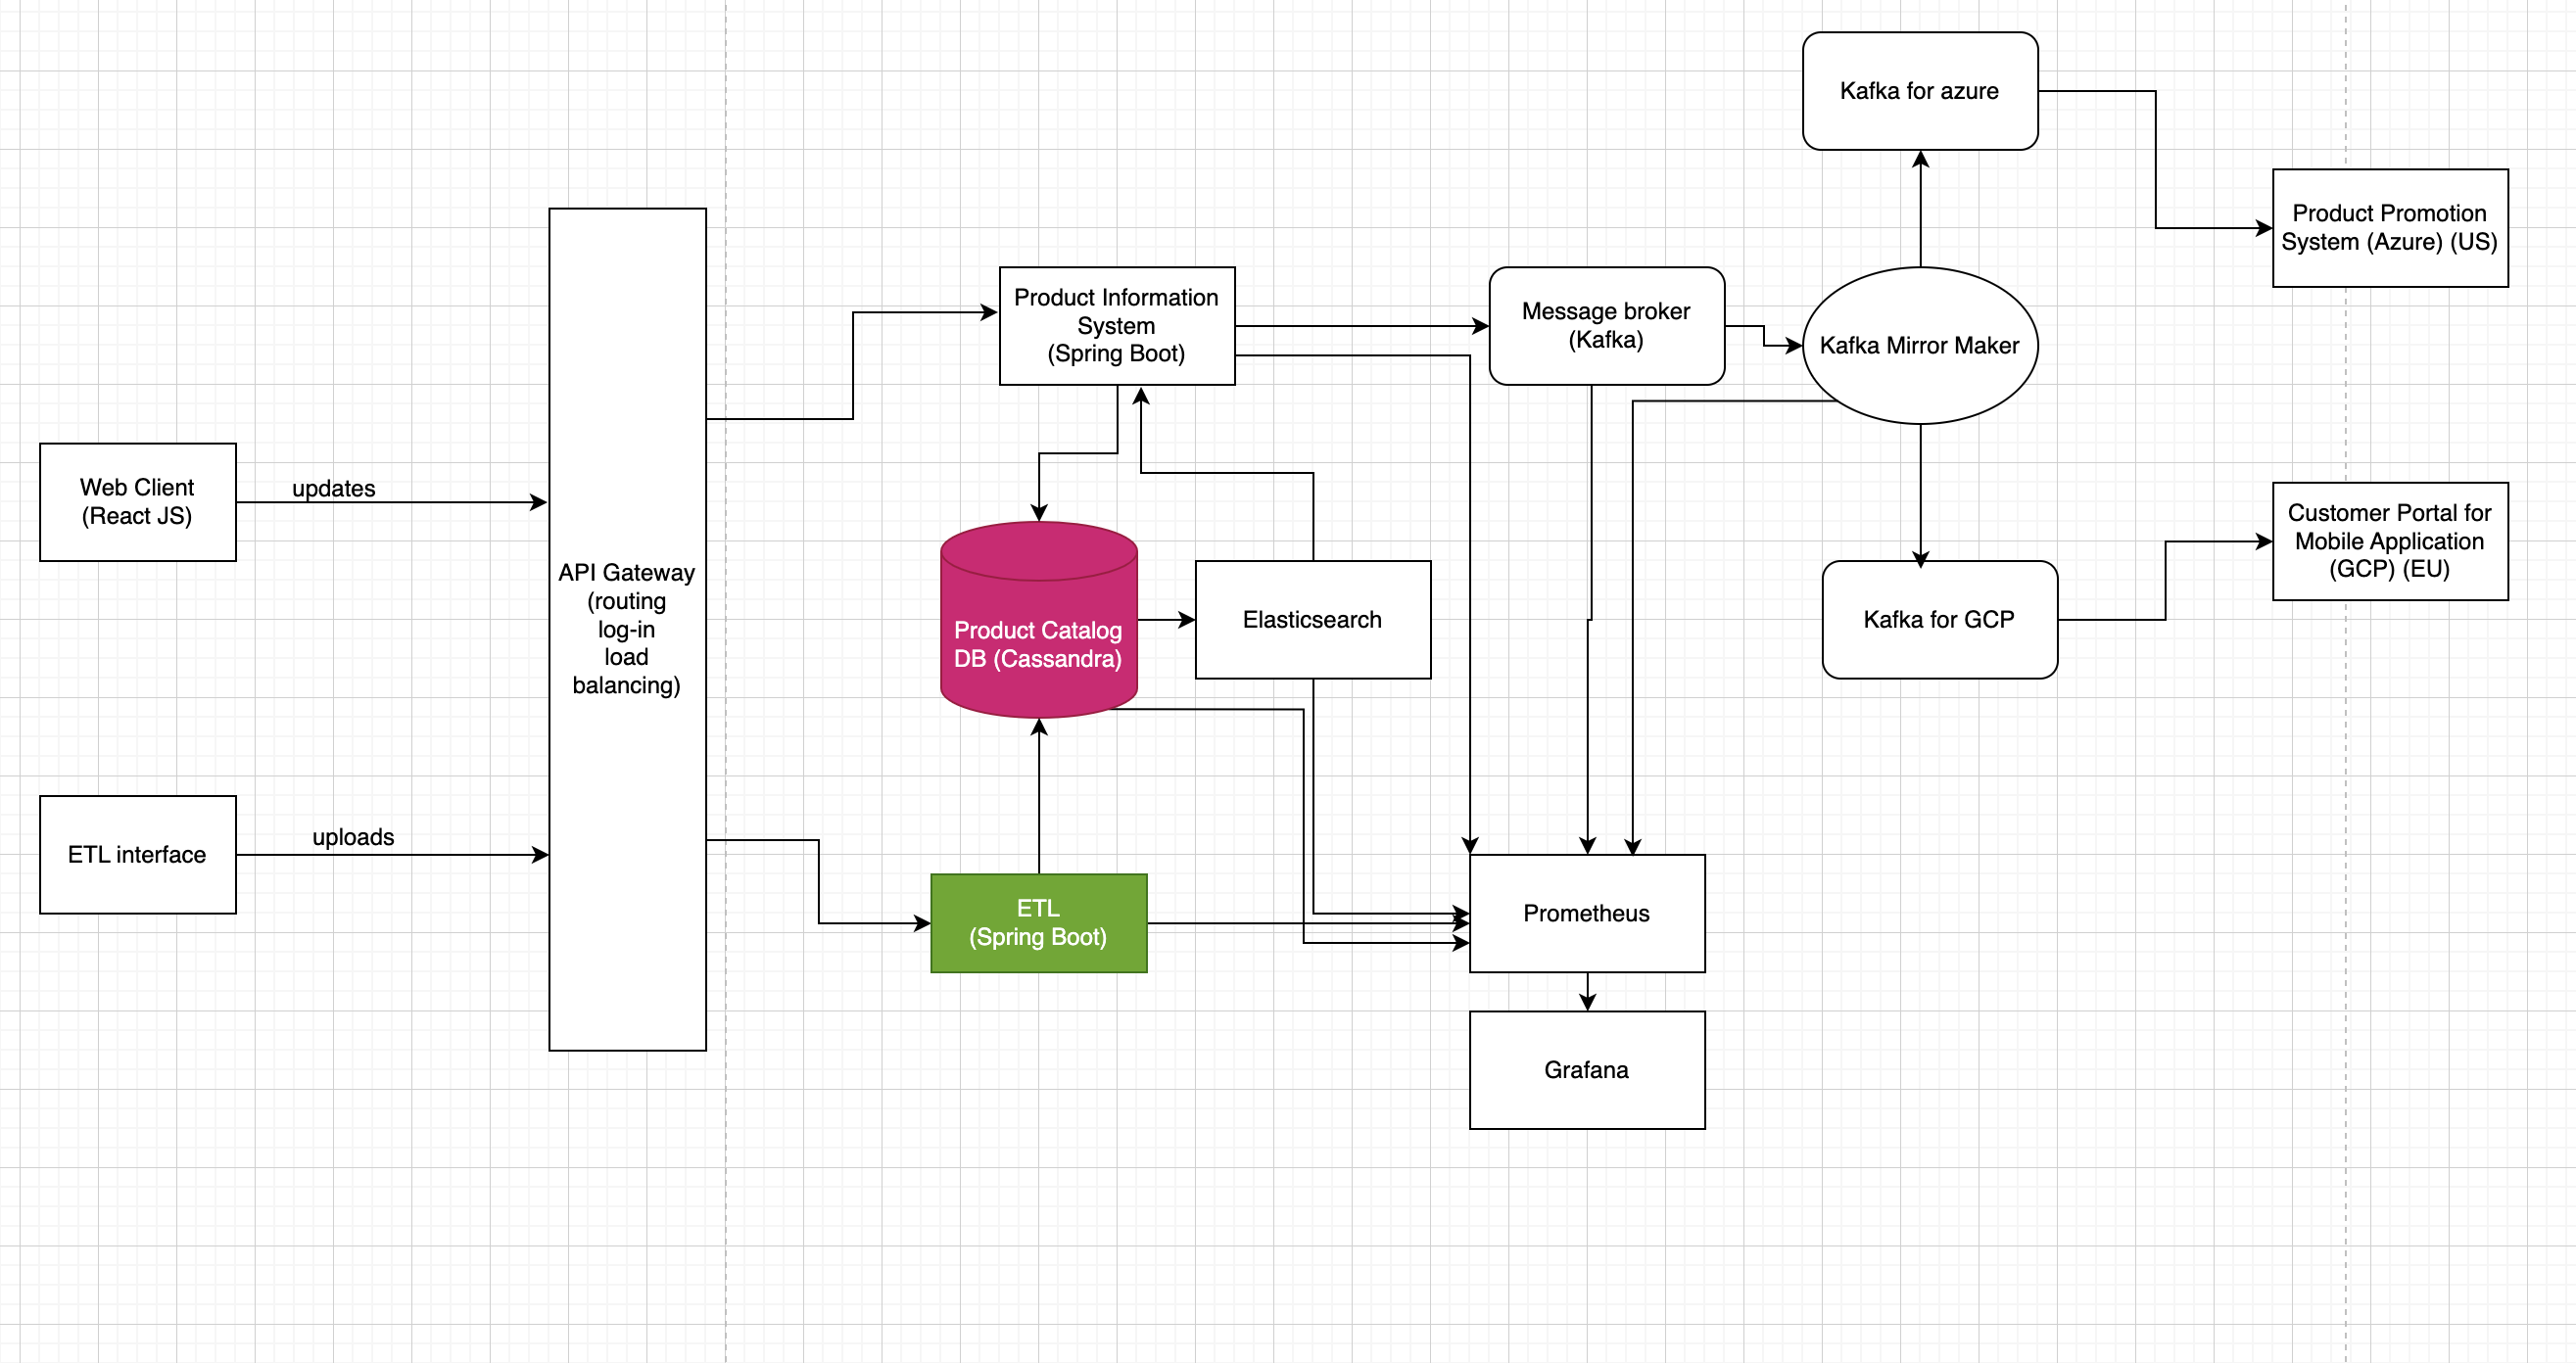 Kafka for azure
Product Promotion
System (Azure) (US)
Product Information
System
(Spring Boot)
Message broker
(Kafka)
Kafka Mirror Maker
Web Client
(React JS)
updates
Customer Portal for
Mobile Application
(GCP) (EU)
API Gateway
(routing
log-in
load
balancing)
Product Catalog
DB (Cassandra)
Elasticsearch
Kafka for GCP
ETL interface
uploads
ETL
(Spring Boot)
Prometheus
Grafana